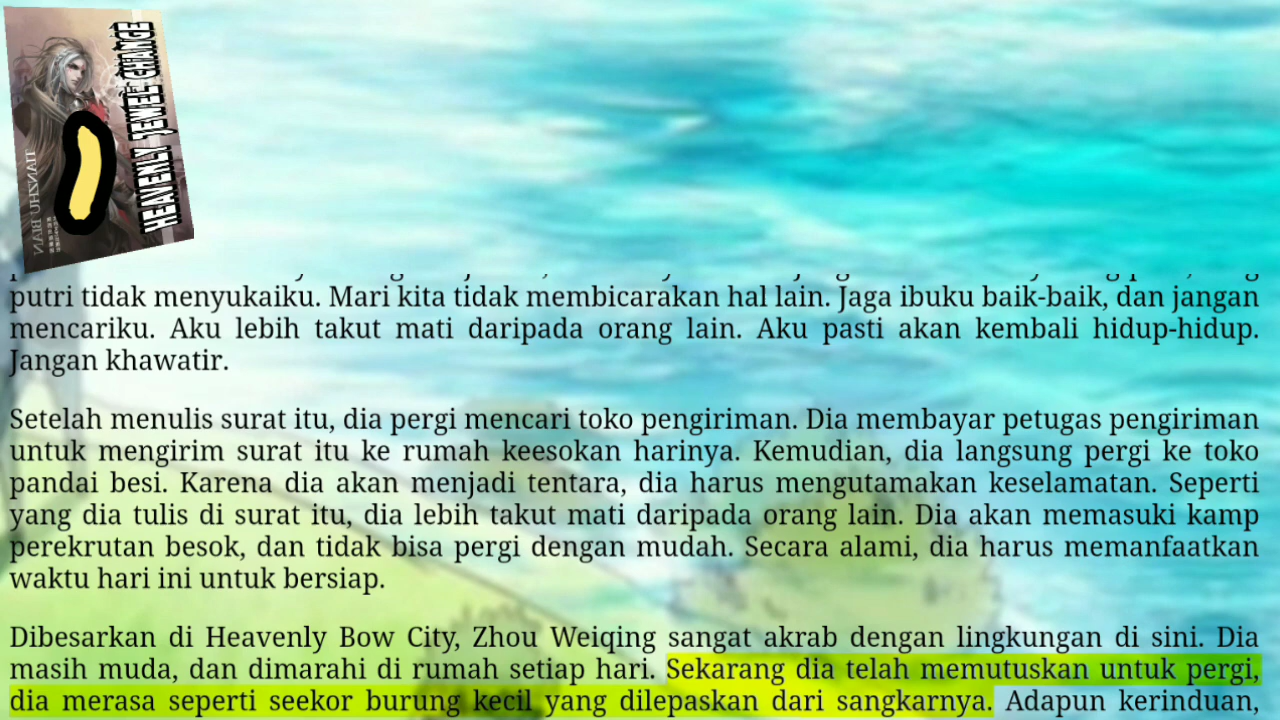 HEAVENLY JEWEL CHANGE
TIANZHU BIAN
putri tidak menyukaiku. Mari kita tidak membicarakan hal lain. Jaga ibuku baik-baik, dan jangan
mencariku. Aku lebih takut mati daripada orang lain. Aku pasti akan kembali hidup-hidup.
Jangan khawatir.
Setelah menulis surat itu, dia pergi mencari toko pengiriman. Dia membayar petugas pengiriman
untuk mengirim surat itu ke rumah keesokan harinya. Kemudian, dia langsung pergi ke toko
pandai besi. Karena dia akan menjadi tentara, dia harus mengutamakan keselamatan. Seperti
yang dia tulis di surat itu, dia lebih takut mati daripada orang lain. Dia akan memasuki kamp
perekrutan besok, dan tidak bisa pergi dengan mudah. Secara alami, dia harus memanfaatkan
waktu hari ini untuk bersiap.
Dibesarkan di Heavenly Bow City, Zhou Weiqing sangat akrab dengan lingkungan di sini. Dia
masih muda, dan dimarahi di rumah setiap hari. Sekarang dia telah memutuskan untuk pergi,
dia merasa seperti seekor burung kecil yang dilepaskan dari sangkarnya. Adapun kerinduan,